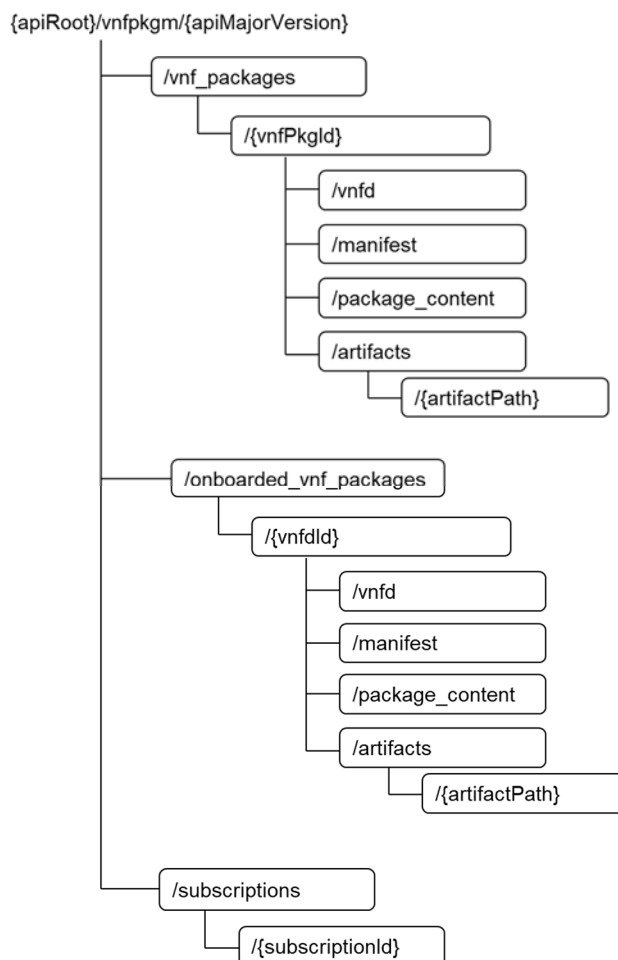 {apiRoot}/vnfpkgm/{apiMajorVersion}
/vnf_packages
/{vnfPkgId}
/vnfd
/manifest
/package_content
/artifacts
/{artifactPath}
/onboarded_vnf_packages
/{vnfdId}
/vnfd
/manifest
/package_content
/artifacts
/{artifactPath}
/subscriptions
/{subscriptionId}